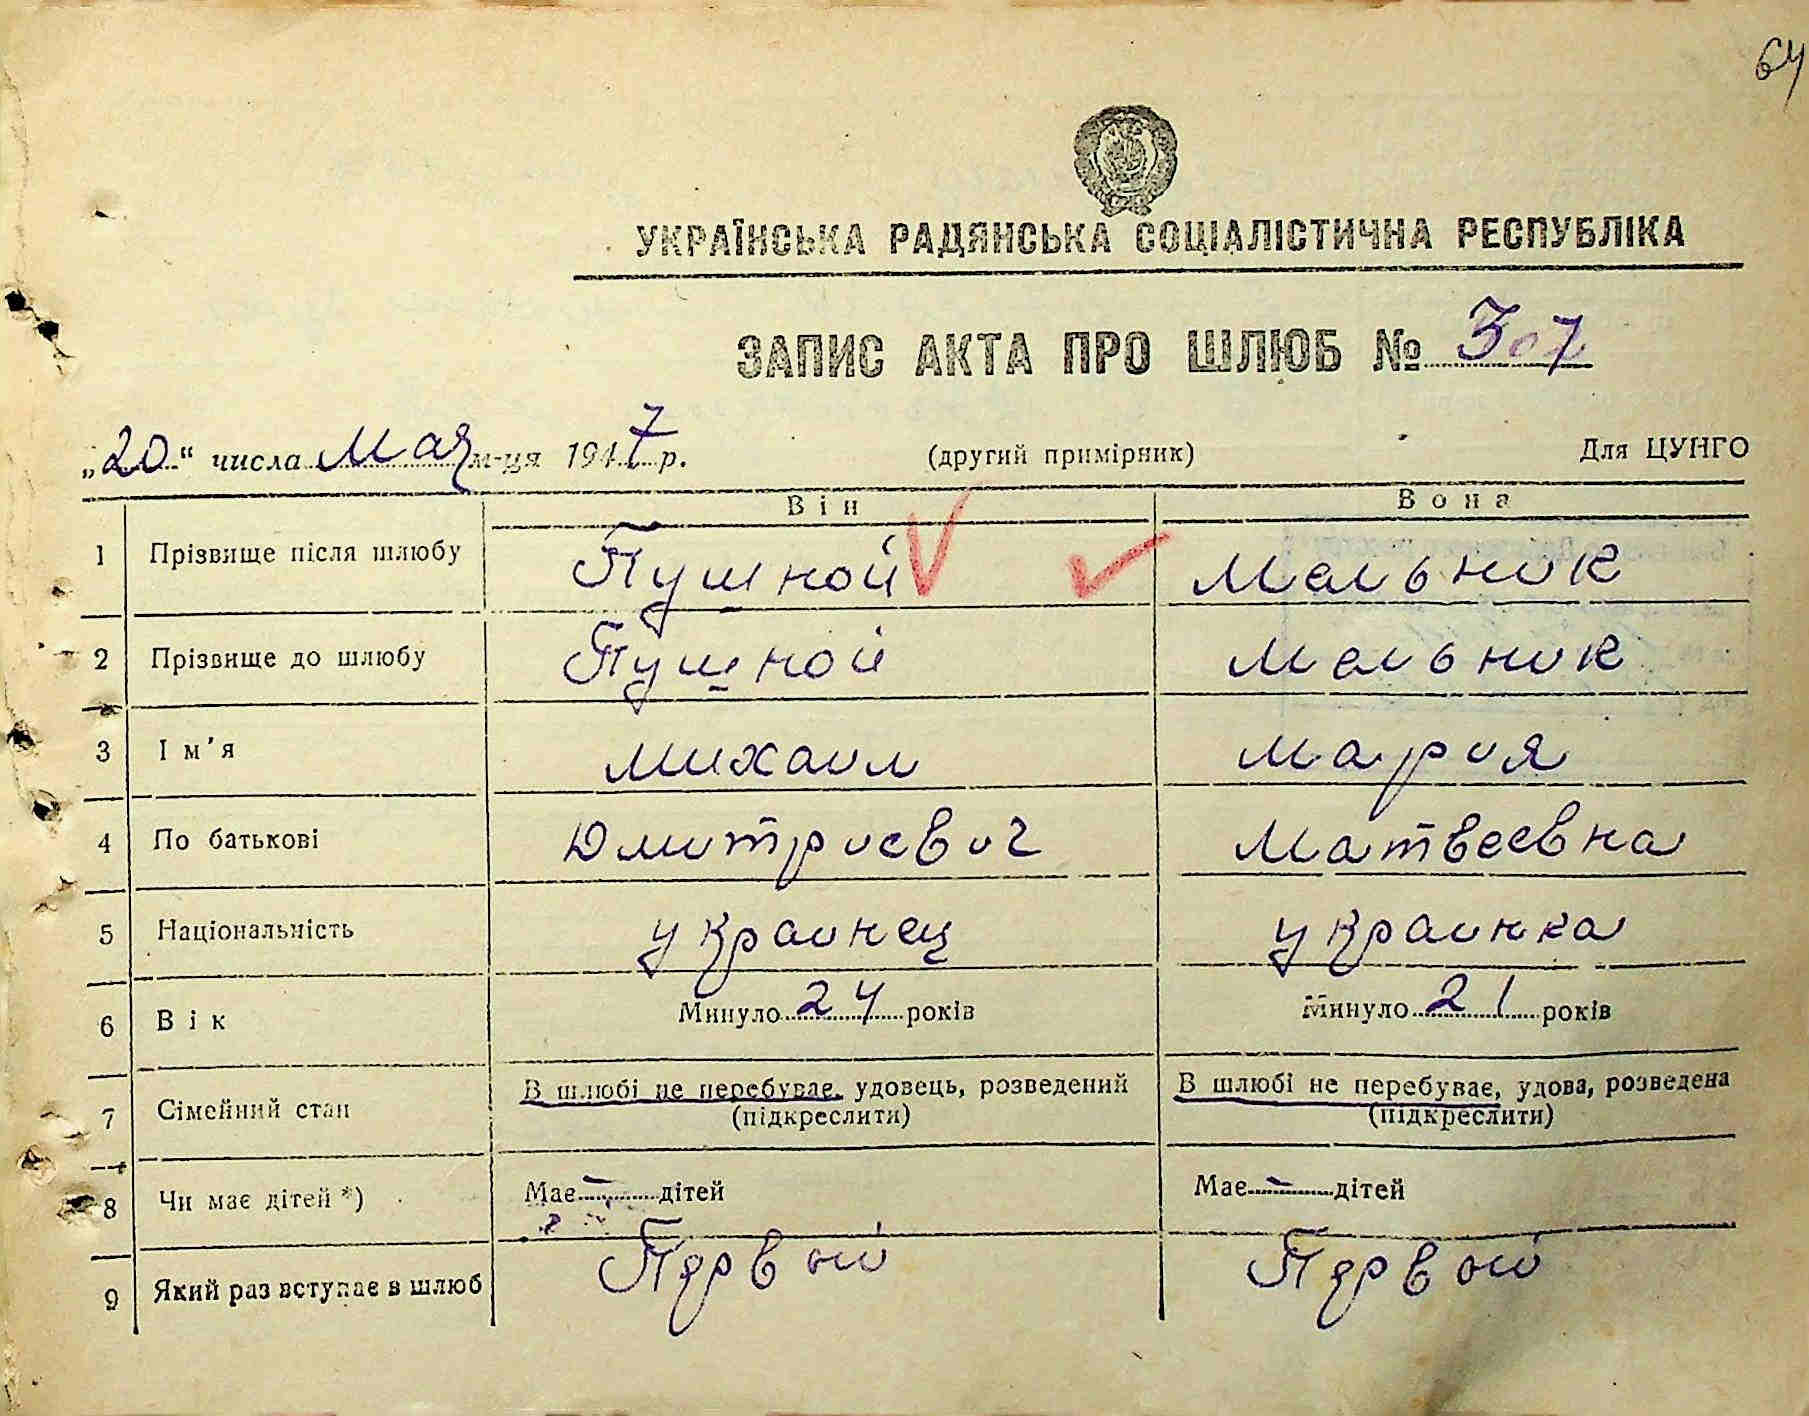 64
УКРАЇНСЬКА РАДЯНСЬКА СОЦІАЛІСТИЧНА РЕСПУБЛІКА
ЗАПИС АКТА ПРО ШЛЮБ № 307
„20“ числа Мая м-ця 1947 р. (другий примірник) Для ЦУНГО
Він Вона
1 Прізвище після шлюбу Пушной Мельник
2 Прізвище до шлюбу Пушной Мельник
3 Ім'я Михаил Мария
4 По батькові Дмитриевич Матвеевна
5 Національність украинец украинка
6 Вік Минуло 24 років Минуло 21 років
7 Сімейний стан В шлюбі не перебуває, удовець, розведений В шлюбі не перебуває, удова, розведена
(підкреслити) (підкреслити)
8 Чи має дітей *) Має - дітей Має - дітей
9 Який раз вступає в шлюб Первой Первой